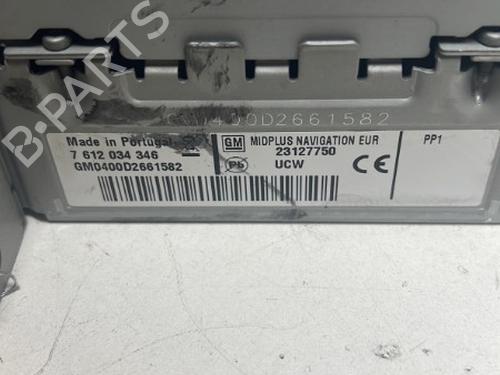 GM0400D2661582
Made in Portugal
7 612 034 346
GM0400D2661582
GM
MIDPLUS NAVIGATION EUR
23127750
Pb
UCW
CE
PP1
B-PARTS